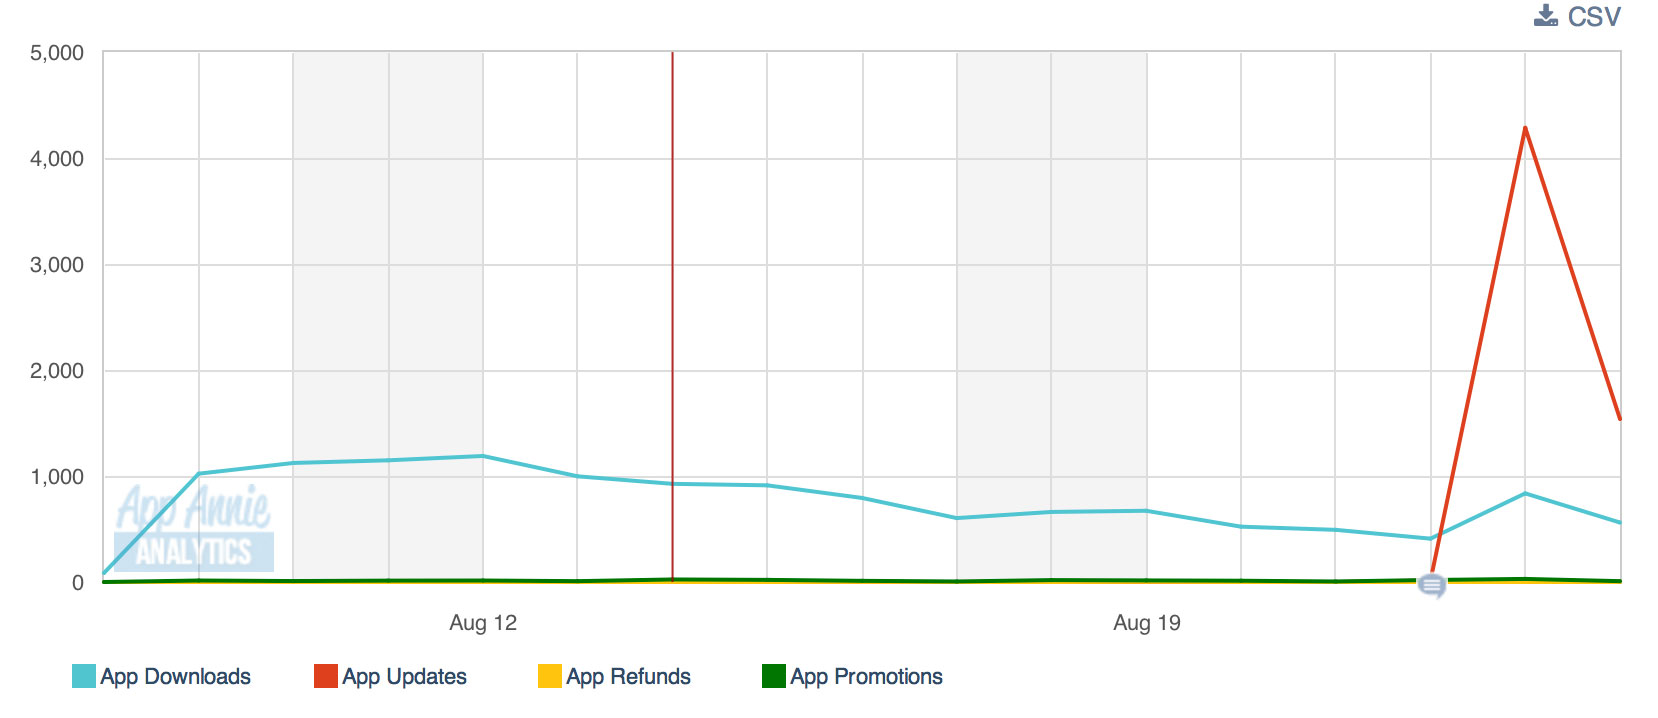 CSV
5,000
4,000
3,000
2,000
1,000
0
App Annie
ANALYTICS
Aug 12
Aug 19
App Downloads
App Updates
App Refunds
App Promotions